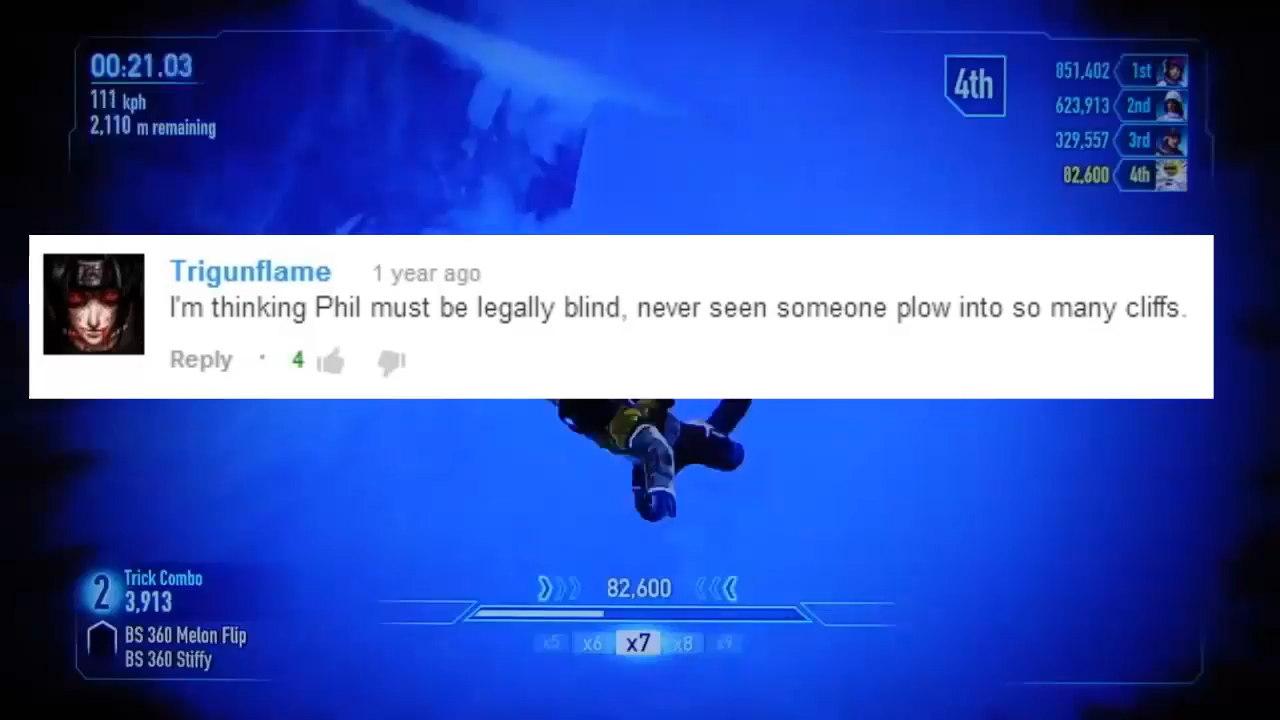 00:21.03
111 kph
2,110 m remaining
4th
851,402 1st
623,913 2nd
329,557 3rd
82,600 4th
Trigunflame 1 year ago
I'm thinking Phil must be legally blind, never seen someone plow into so many cliffs.
Reply · 4
2 Trick Combo
3,913
BS 360 Melon Flip
BS 360 Stiffy
82,600
x5 x6 x7 x8 x9